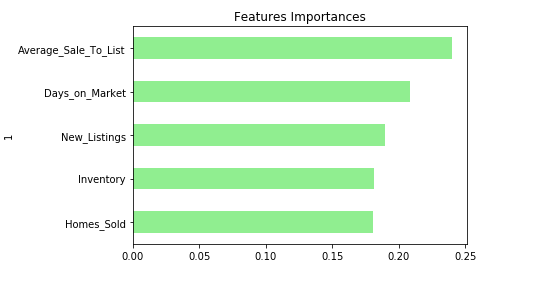 Features Importances
Average_Sale_To_List
Days_on_Market
New_Listings
Inventory
Homes_Sold
1
0.00 0.05 0.10 0.15 0.20 0.25